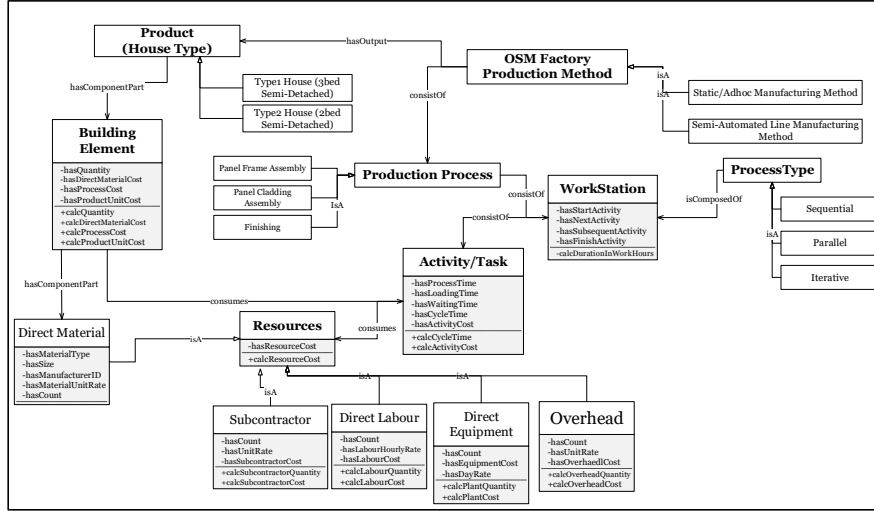 Product
(House Type)
hasOutput
OSM Factory
Production Method
isA
isA
Static/Adhoc Manufacturing Method
Semi-Automated Line Manufacturing
Method
hasComponentPart
Type1 House (3bed
Semi-Detached)
Type2 House (2bed
Semi-Detached)
consistOf
Building
Element
-hasQuantity
-hasDirectMaterialCost
-hasProcessCost
-hasProductUnitCost
+calcQuantity
+calcDirectMaterialCost
+calcProcessCost
+calcProductUnitCost
Panel Frame Assembly
Panel Cladding
Assembly
Finishing
IsA
Production Process
consistOf
consistOf
WorkStation
-hasStartActivity
-hasNextActivity
-hasSubsequentActivity
-hasFinishActivity
-calcDurationInWorkHours
isComposedOf
ProcessType
isA
Sequential
Parallel
Iterative
Activity/Task
-hasProcessTime
-hasLoadingTime
-hasWaitingTime
-hasCycleTime
-hasActivityCost
+calcCycleTime
+calcActivityCost
hasComponentPart
consumes
consumes
Direct Material
-hasMaterialType
-hasSize
-hasManufacturerID
-hasMaterialUnitRate
-hasCount
isA
Resources
-hasResourceCost
+calcResourceCost
isA
isA
isA
Subcontractor
-hasCount
-hasUnitRate
-hasSubcontractorCost
+calcSubcontractorQuantity
+calcSubcontractorCost
Direct Labour
-hasCount
-hasLabourHourlyRate
-hasLabourCost
+calcLabourQuantity
+calcLabourCost
Direct
Equipment
-hasCount
-hasEquipmentCost
-hasDayRate
+calcPlantQuantity
+calcPlantCost
Overhead
-hasCount
-hasUnitRate
-hasOverhaedlCost
+calcOverheadQuantity
+calcOverheadCost